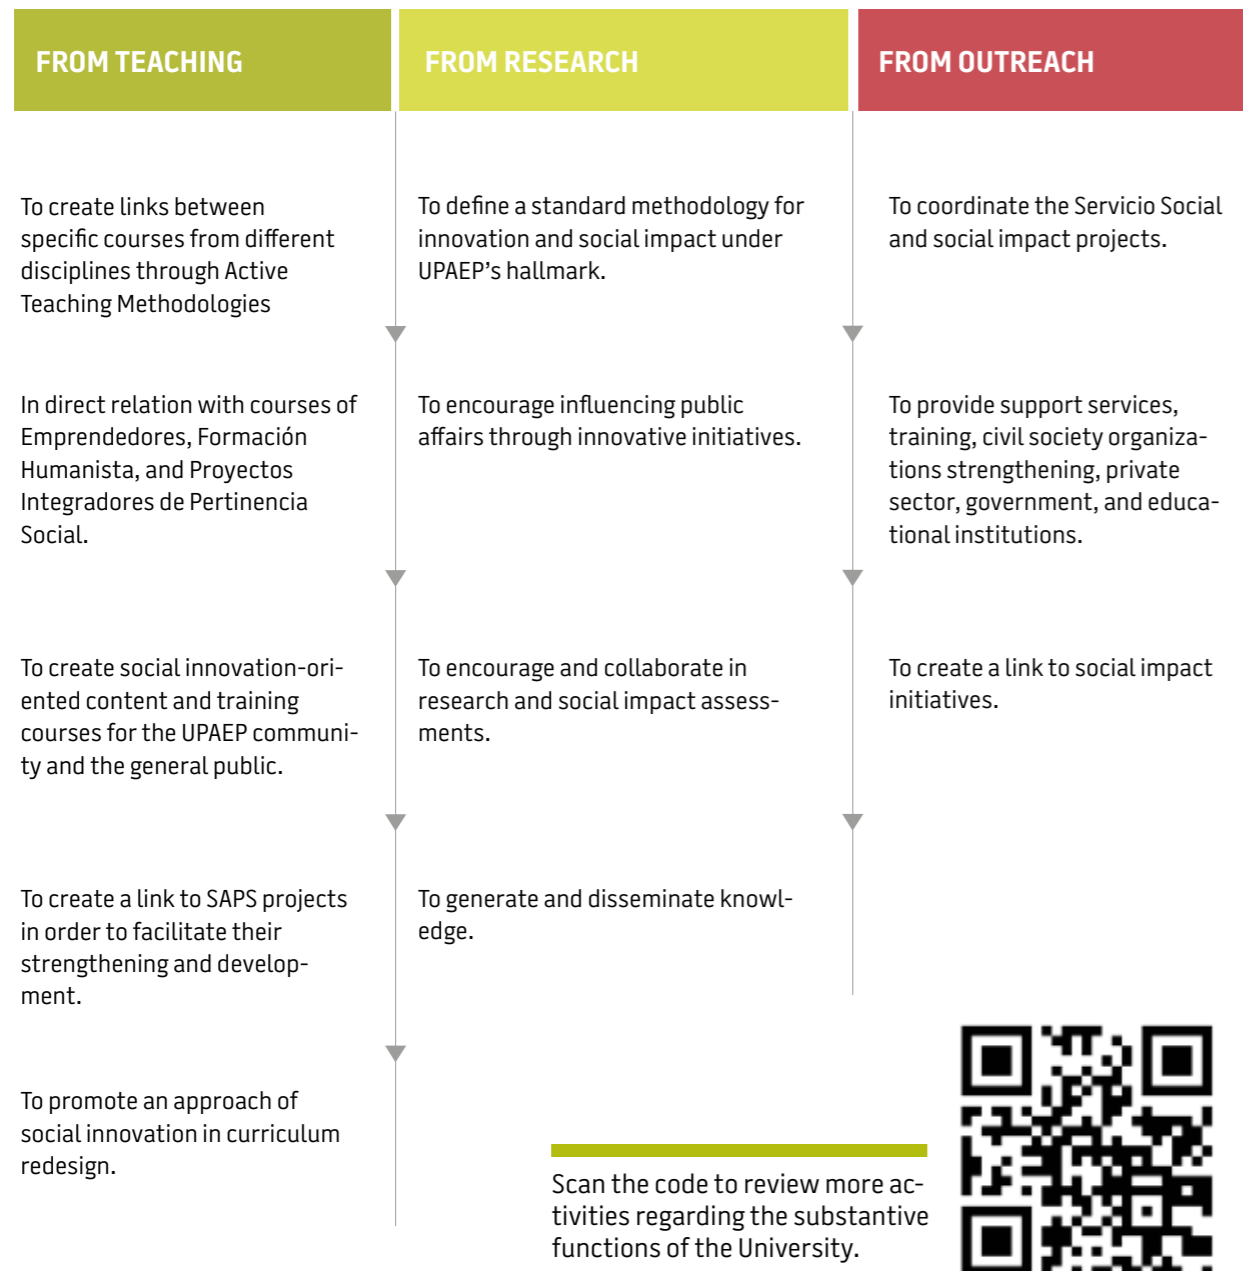 FROM TEACHING
To create links between
specific courses from different
disciplines through Active
Teaching Methodologies
In direct relation with courses of
Emprendedores, Formación
Humanista, and Proyectos
Integradores de Pertinencia
Social.
To create social innovation-ori-
ented content and training
courses for the UPAEP communi-
ty and the general public.
To create a link to SAPS projects
in order to facilitate their
strengthening and develop-
ment.
To promote an approach of
social innovation in curriculum
redesign.
FROM RESEARCH
To define a standard methodology for
innovation and social impact under
UPAEP’s hallmark.
To encourage influencing public
affairs through innovative initiatives.
To encourage and collaborate in
research and social impact assess-
ments.
To generate and disseminate knowl-
edge.
FROM OUTREACH
To coordinate the Servicio Social
and social impact projects.
To provide support services,
training, civil society organiza-
tions strengthening, private
sector, government, and educa-
tional institutions.
To create a link to social impact
initiatives.
Scan the code to review more ac-
tivities regarding the substantive
functions of the University.